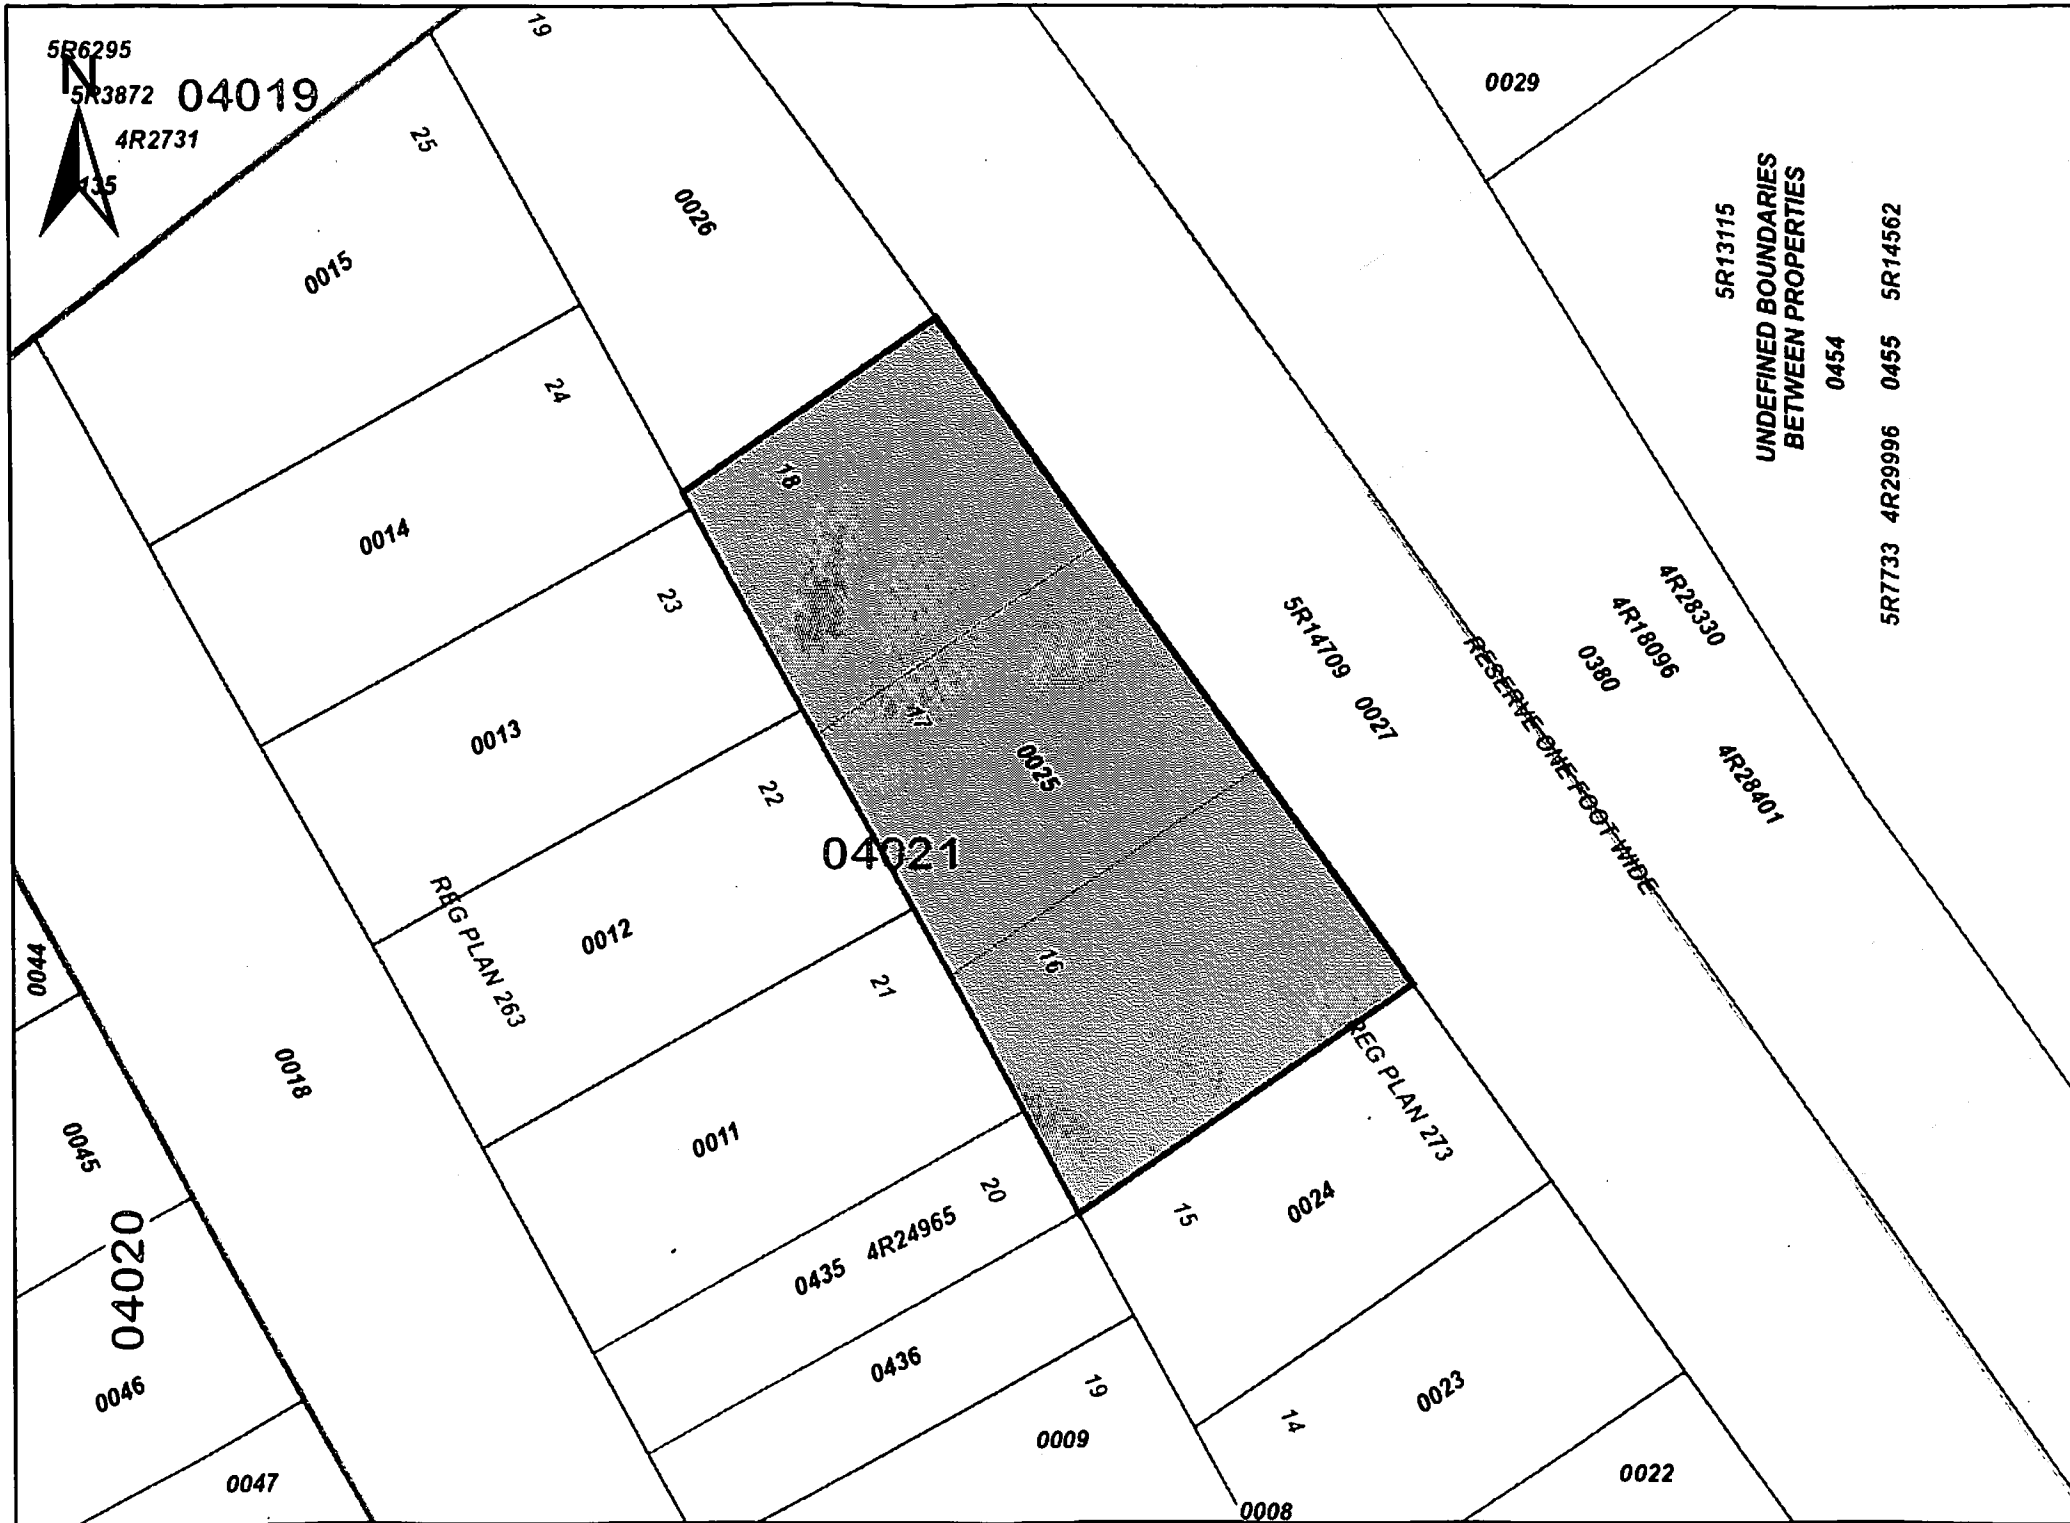 5R6295
N
5R3872
04019
4R2731
135
19
25
0015
0026
0029
24
0014
18
23
0013
17
22
0025
04021
0012
REG PLAN 263
21
16
0011
0018
0044
0045
04020
0046
0047
20
0435 4R24965
0436
19
0009
0008
15
0024
REG PLAN 273
14
0023
0022
5R14709 0027
RESERVE ONE FOOT WIDE
0380
4R18096
4R28330
4R28401
5R13115
UNDEFINED BOUNDARIES
BETWEEN PROPERTIES
0454
5R7733 4R29996 0455 5R14562